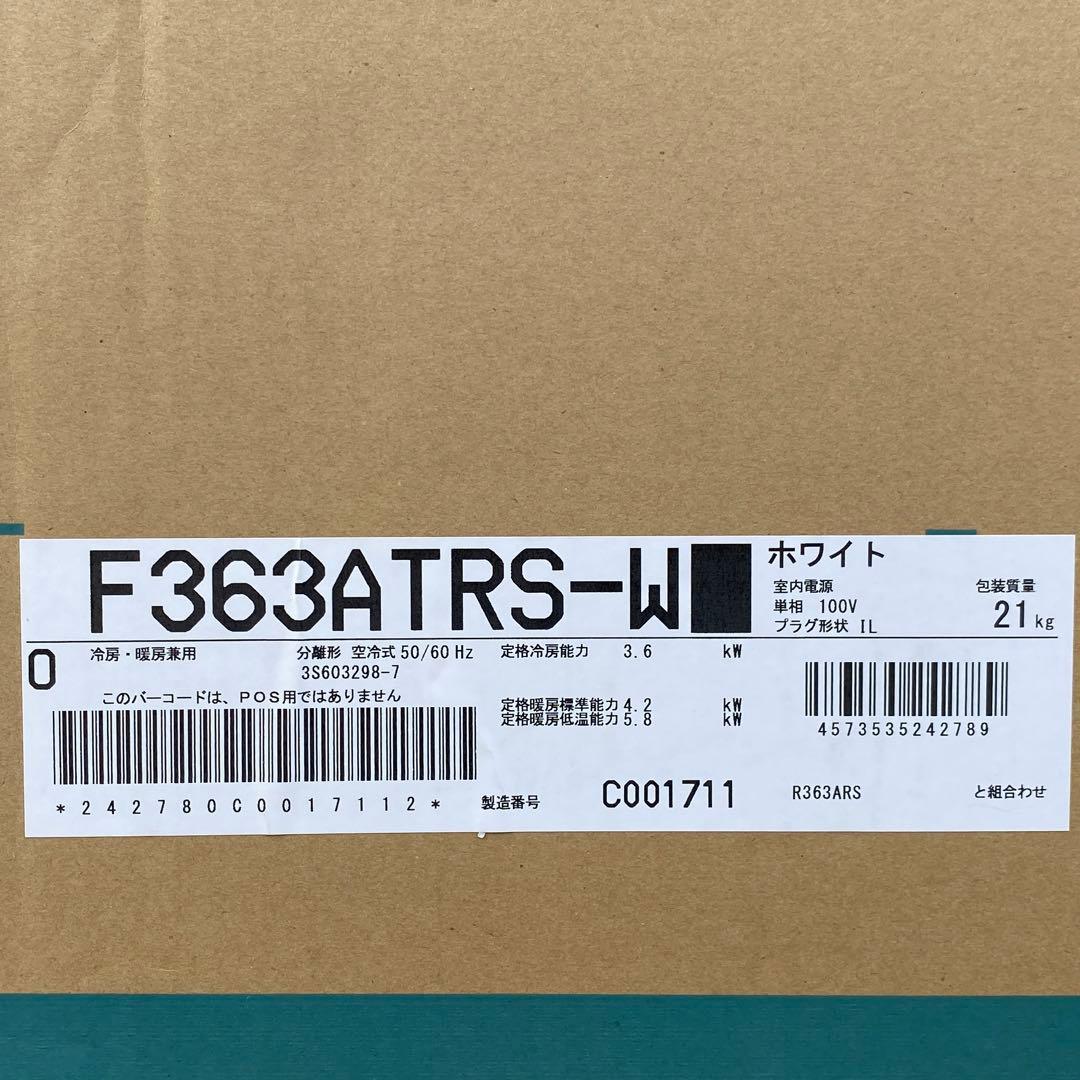 F363ATRS-W■
ホワイト
室内電源
単相 100V
プラグ形状 IL
包装質量
21kg
0
冷房・暖房兼用
分離形 空冷式 50/60Hz
3S603298-7
定格冷房能力 3.6 kW
定格暖房標準能力 4.2 kW
定格暖房低温能力 5.8 kW
このバーコードは、POS用ではありません
*242780C0017112*
製造番号 C001711
4573535242789
R363ARS と組合わせ